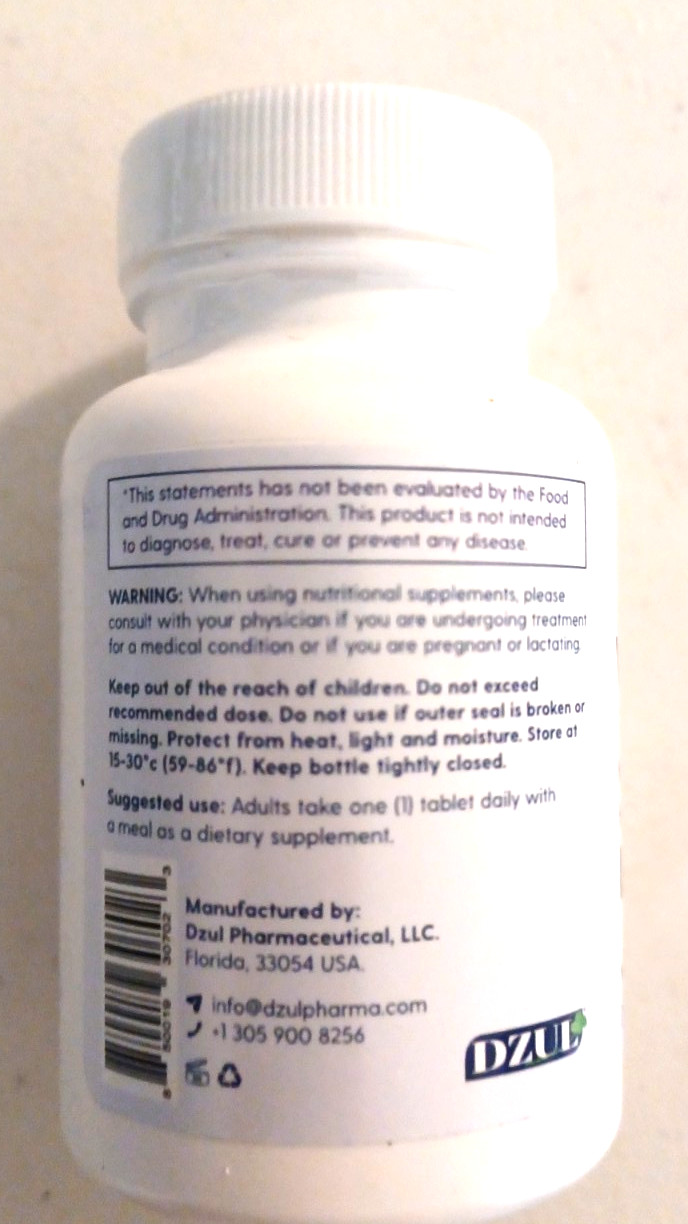 *This statements has not been evaluated by the Food
and Drug Administration. This product is not intended
to diagnose, treat, cure or prevent any disease.
WARNING: When using nutritional supplements, please
consult with your physician if you are undergoing treatment
for a medical condition or if you are pregnant or lactating.
Keep out of the reach of children. Do not exceed
recommended dose. Do not use if outer seal is broken or
missing. Protect from heat, light and moisture. Store at
15-30°c (59-86°f). Keep bottle tightly closed.
Suggested use: Adults take one (1) tablet daily with
a meal as a dietary supplement.
Manufactured by:
Dzul Pharmaceutical, LLC.
Florida, 33054 USA.
info@dzulpharma.com
+1 305 900 8256
DZUL